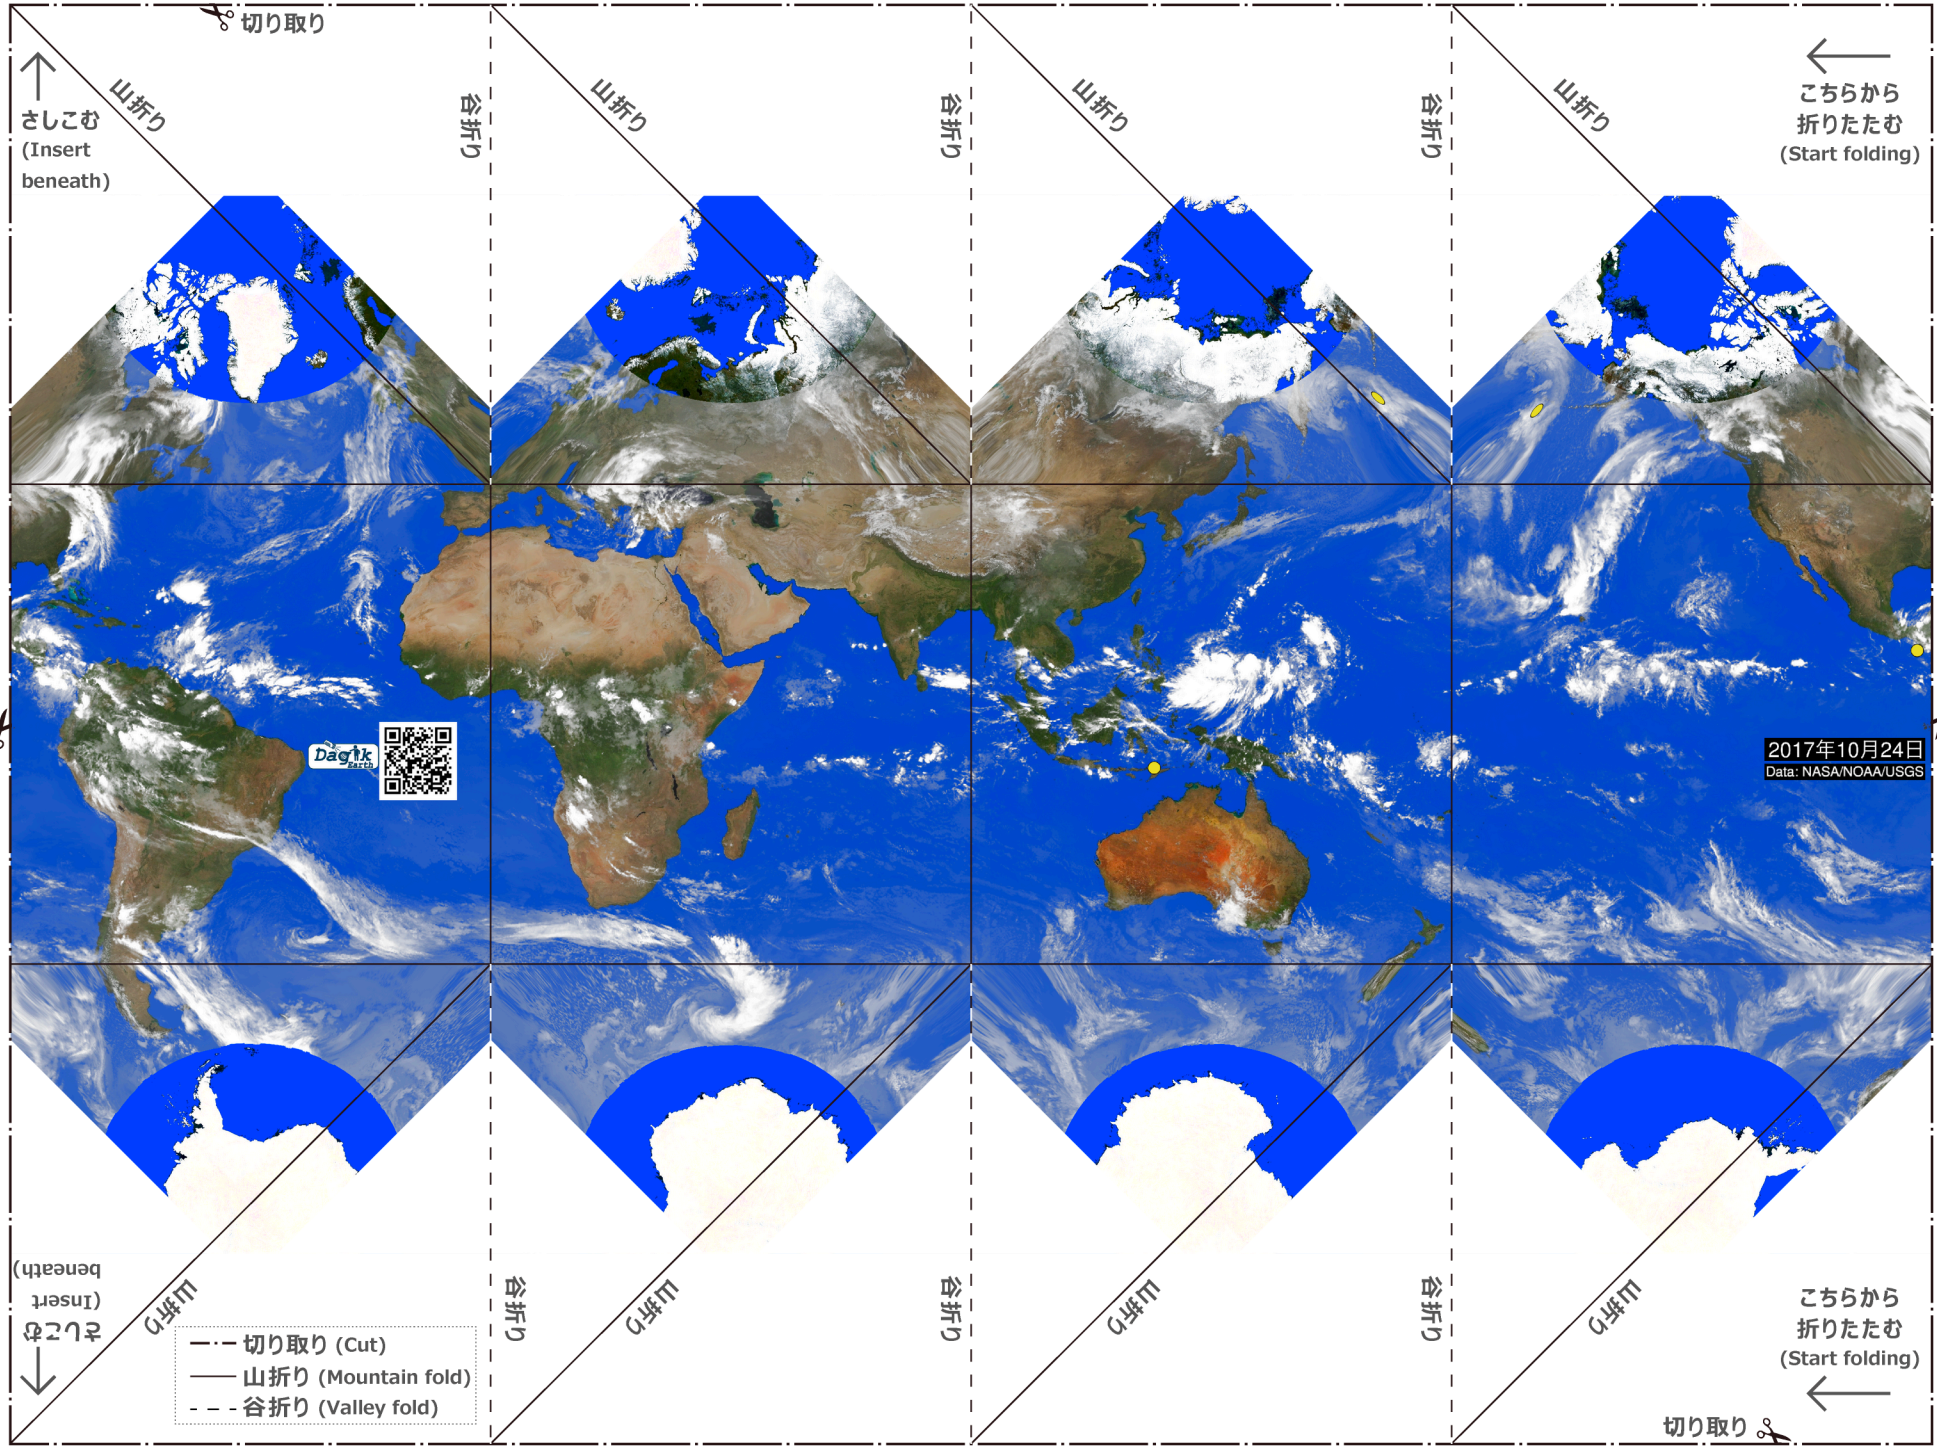 切り取り
さしこむ
(Insert
beneath)
山折り
谷折り
山折り
谷折り
山折り
谷折り
山折り
こちらから
折りたたむ
(Start folding)
Dagik
Earth
2017年10月24日
Data: NASA/NOAA/USGS
さしこむ
(Insert
beneath)
山折り
谷折り
山折り
谷折り
山折り
谷折り
山折り
こちらから
折りたたむ
(Start folding)
切り取り (Cut)
山折り (Mountain fold)
谷折り (Valley fold)
切り取り